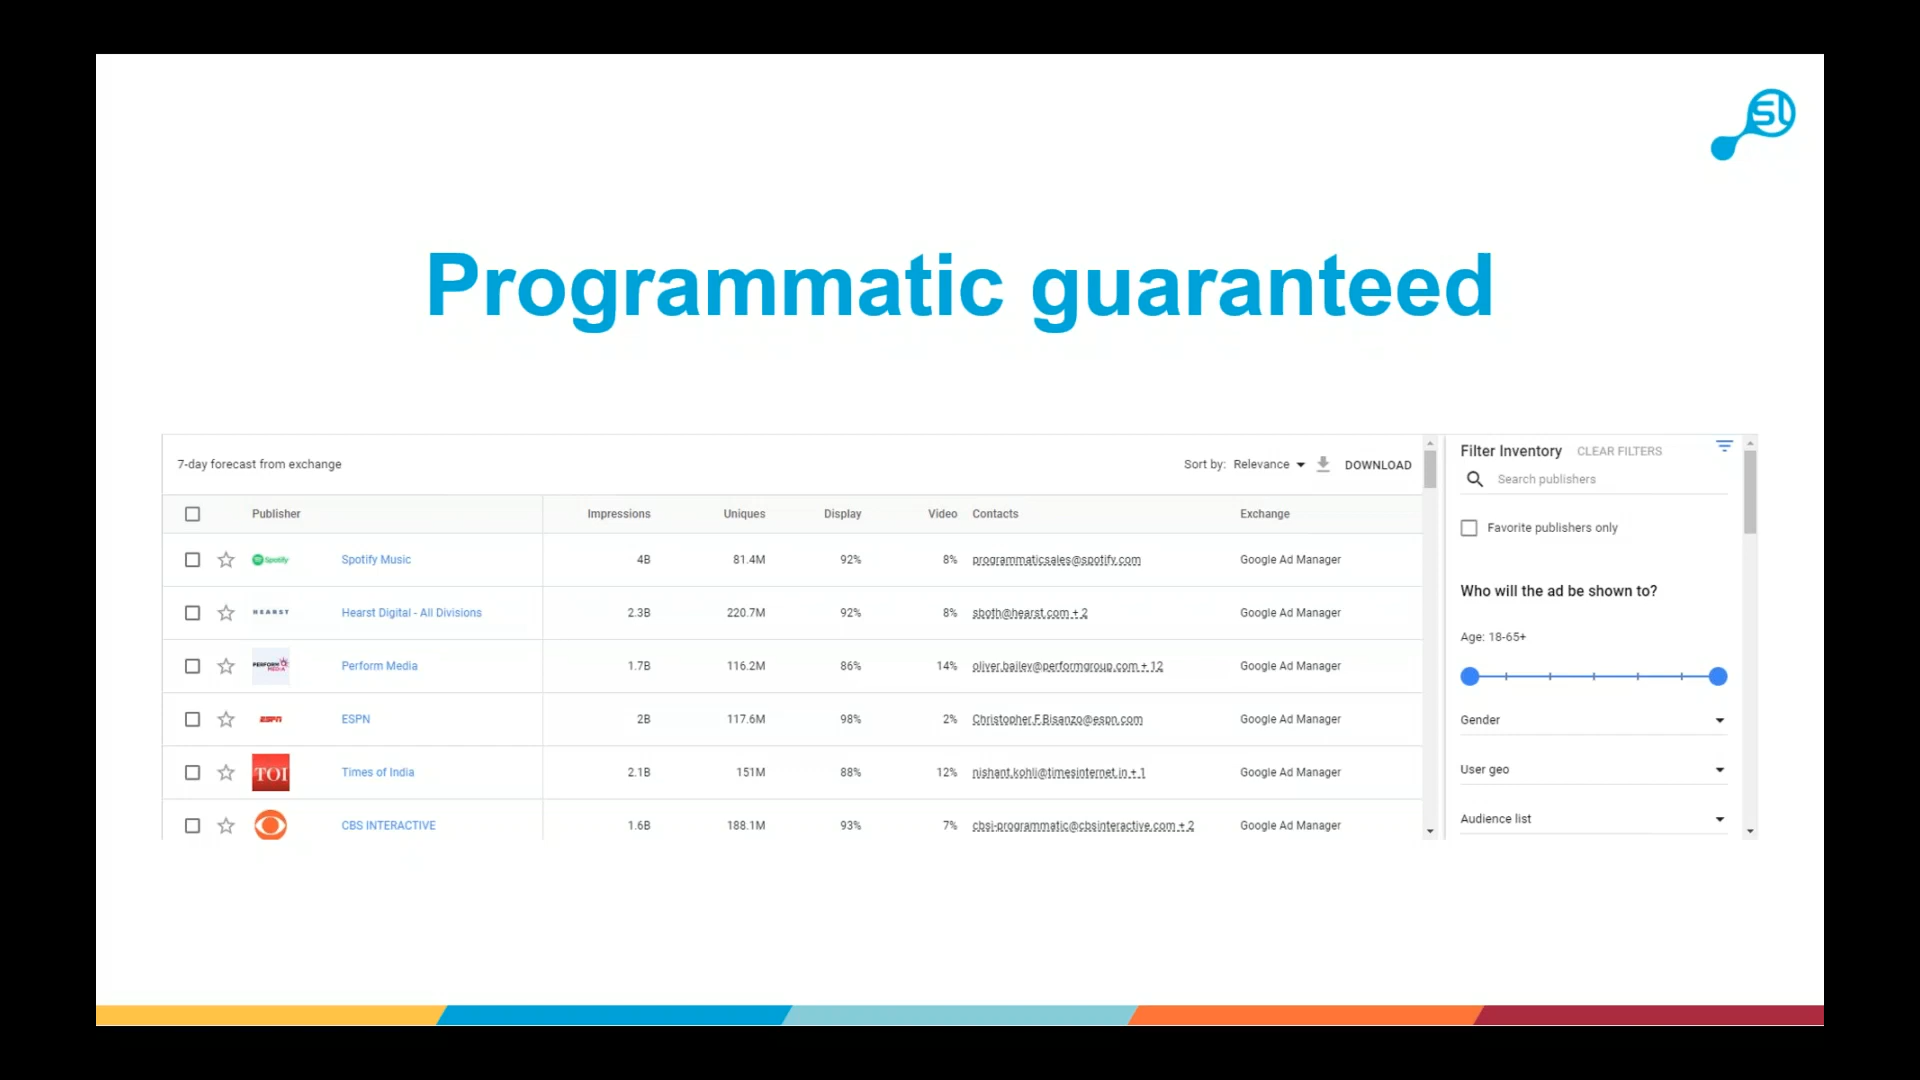 SL
Programmatic guaranteed
7-day forecast from exchange
Sort by: Relevance
DOWNLOAD
Publisher Impressions Uniques Display Video Contacts Exchange
Spotify Spotify Music 4B 81.4M 92% 8% programmaticsales@spotify.com Google Ad Manager
HEARST Hearst Digital - All Divisions 2.3B 220.7M 92% 8% sboth@hearst.com + 2 Google Ad Manager
PERFORM MEDIA Perform Media 1.7B 116.2M 86% 14% oliver.bailey@performgroup.com + 12 Google Ad Manager
ESPN ESPN 2B 117.6M 98% 2% Christopher.F.Bisanzo@espn.com Google Ad Manager
TOI Times of India 2.1B 151M 88% 12% nishant.kohli@timesinternet.in + 1 Google Ad Manager
CBS INTERACTIVE 1.6B 188.1M 93% 7% cbsi-programmatic@cbsinteractive.com + 2 Google Ad Manager
Filter Inventory CLEAR FILTERS
Search publishers
Favorite publishers only
Who will the ad be shown to?
Age: 18-65+
Gender
User geo
Audience list